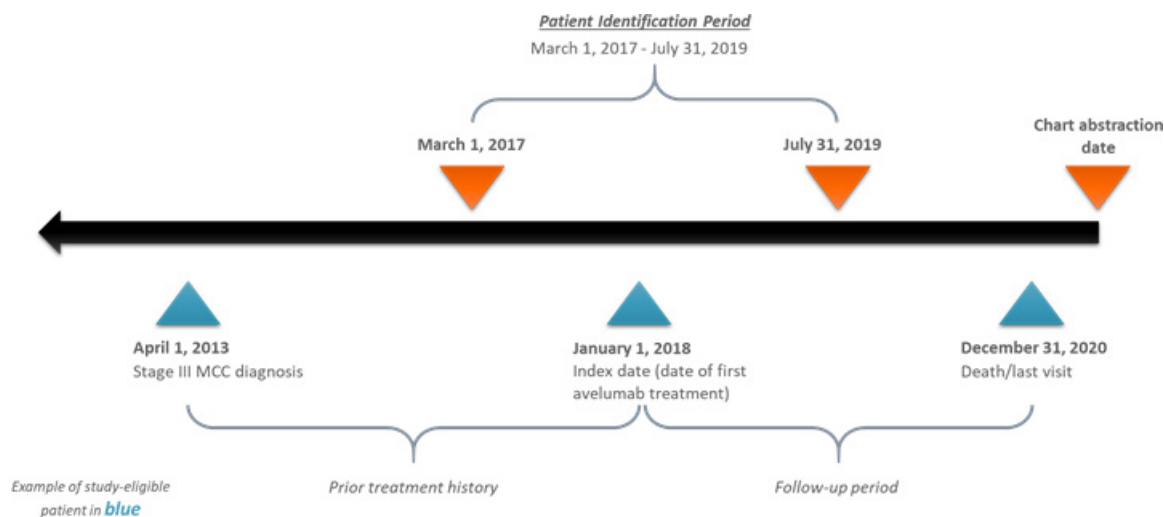 Patient Identification Period
March 1, 2017 - July 31, 2019
March 1, 2017
July 31, 2019
Chart abstraction
date
April 1, 2013
Stage III MCC diagnosis
January 1, 2018
Index date (date of first
avelumab treatment)
December 31, 2020
Death/last visit
Example of study-eligible
patient in blue
Prior treatment history
Follow-up period